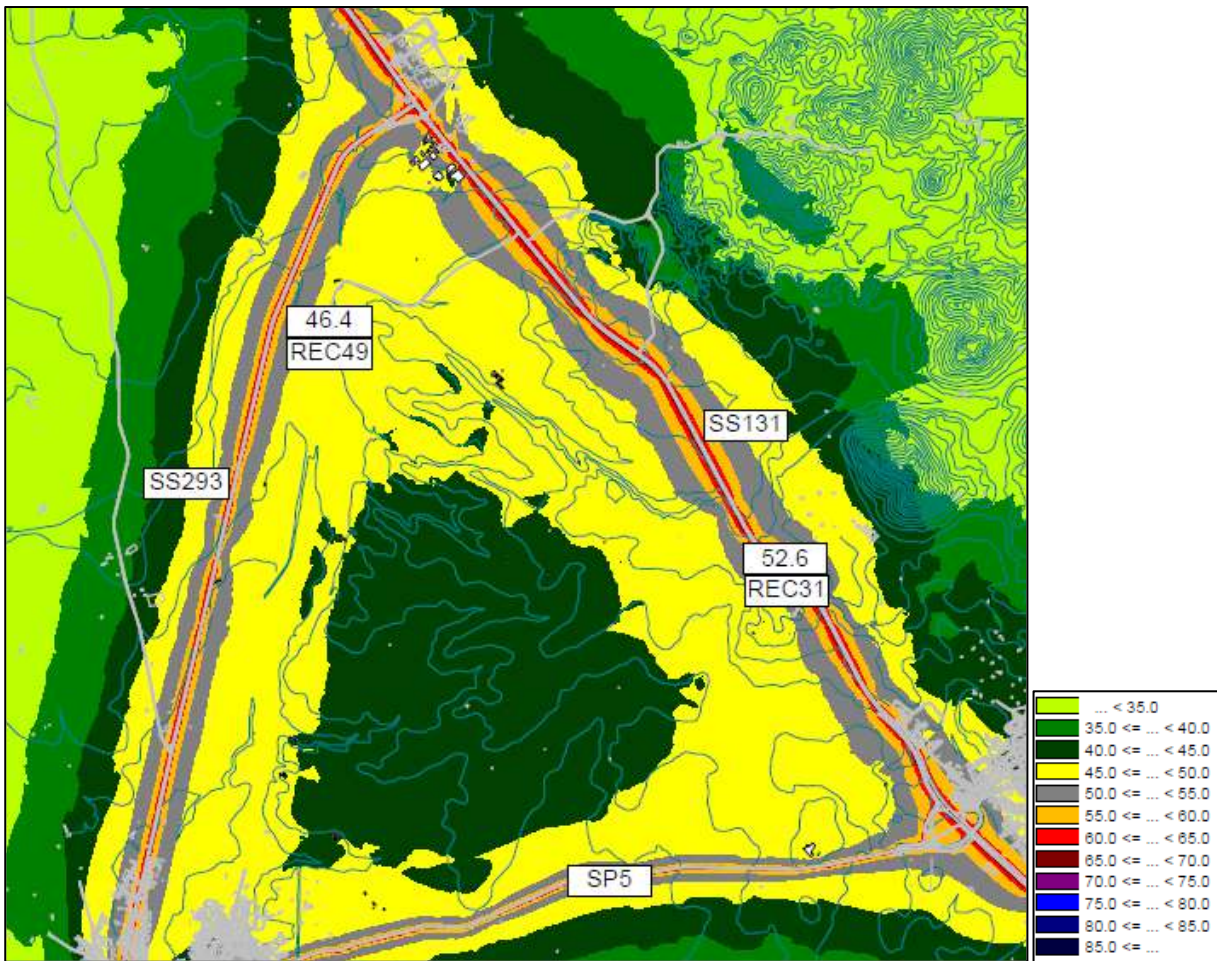 46.4
REC49
SS131
SS293
52.6
REC31
SP5
... < 35.0
35.0 <= ... < 40.0
40.0 <= ... < 45.0
45.0 <= ... < 50.0
50.0 <= ... < 55.0
55.0 <= ... < 60.0
60.0 <= ... < 65.0
65.0 <= ... < 70.0
70.0 <= ... < 75.0
75.0 <= ... < 80.0
80.0 <= ... < 85.0
85.0 <= ...